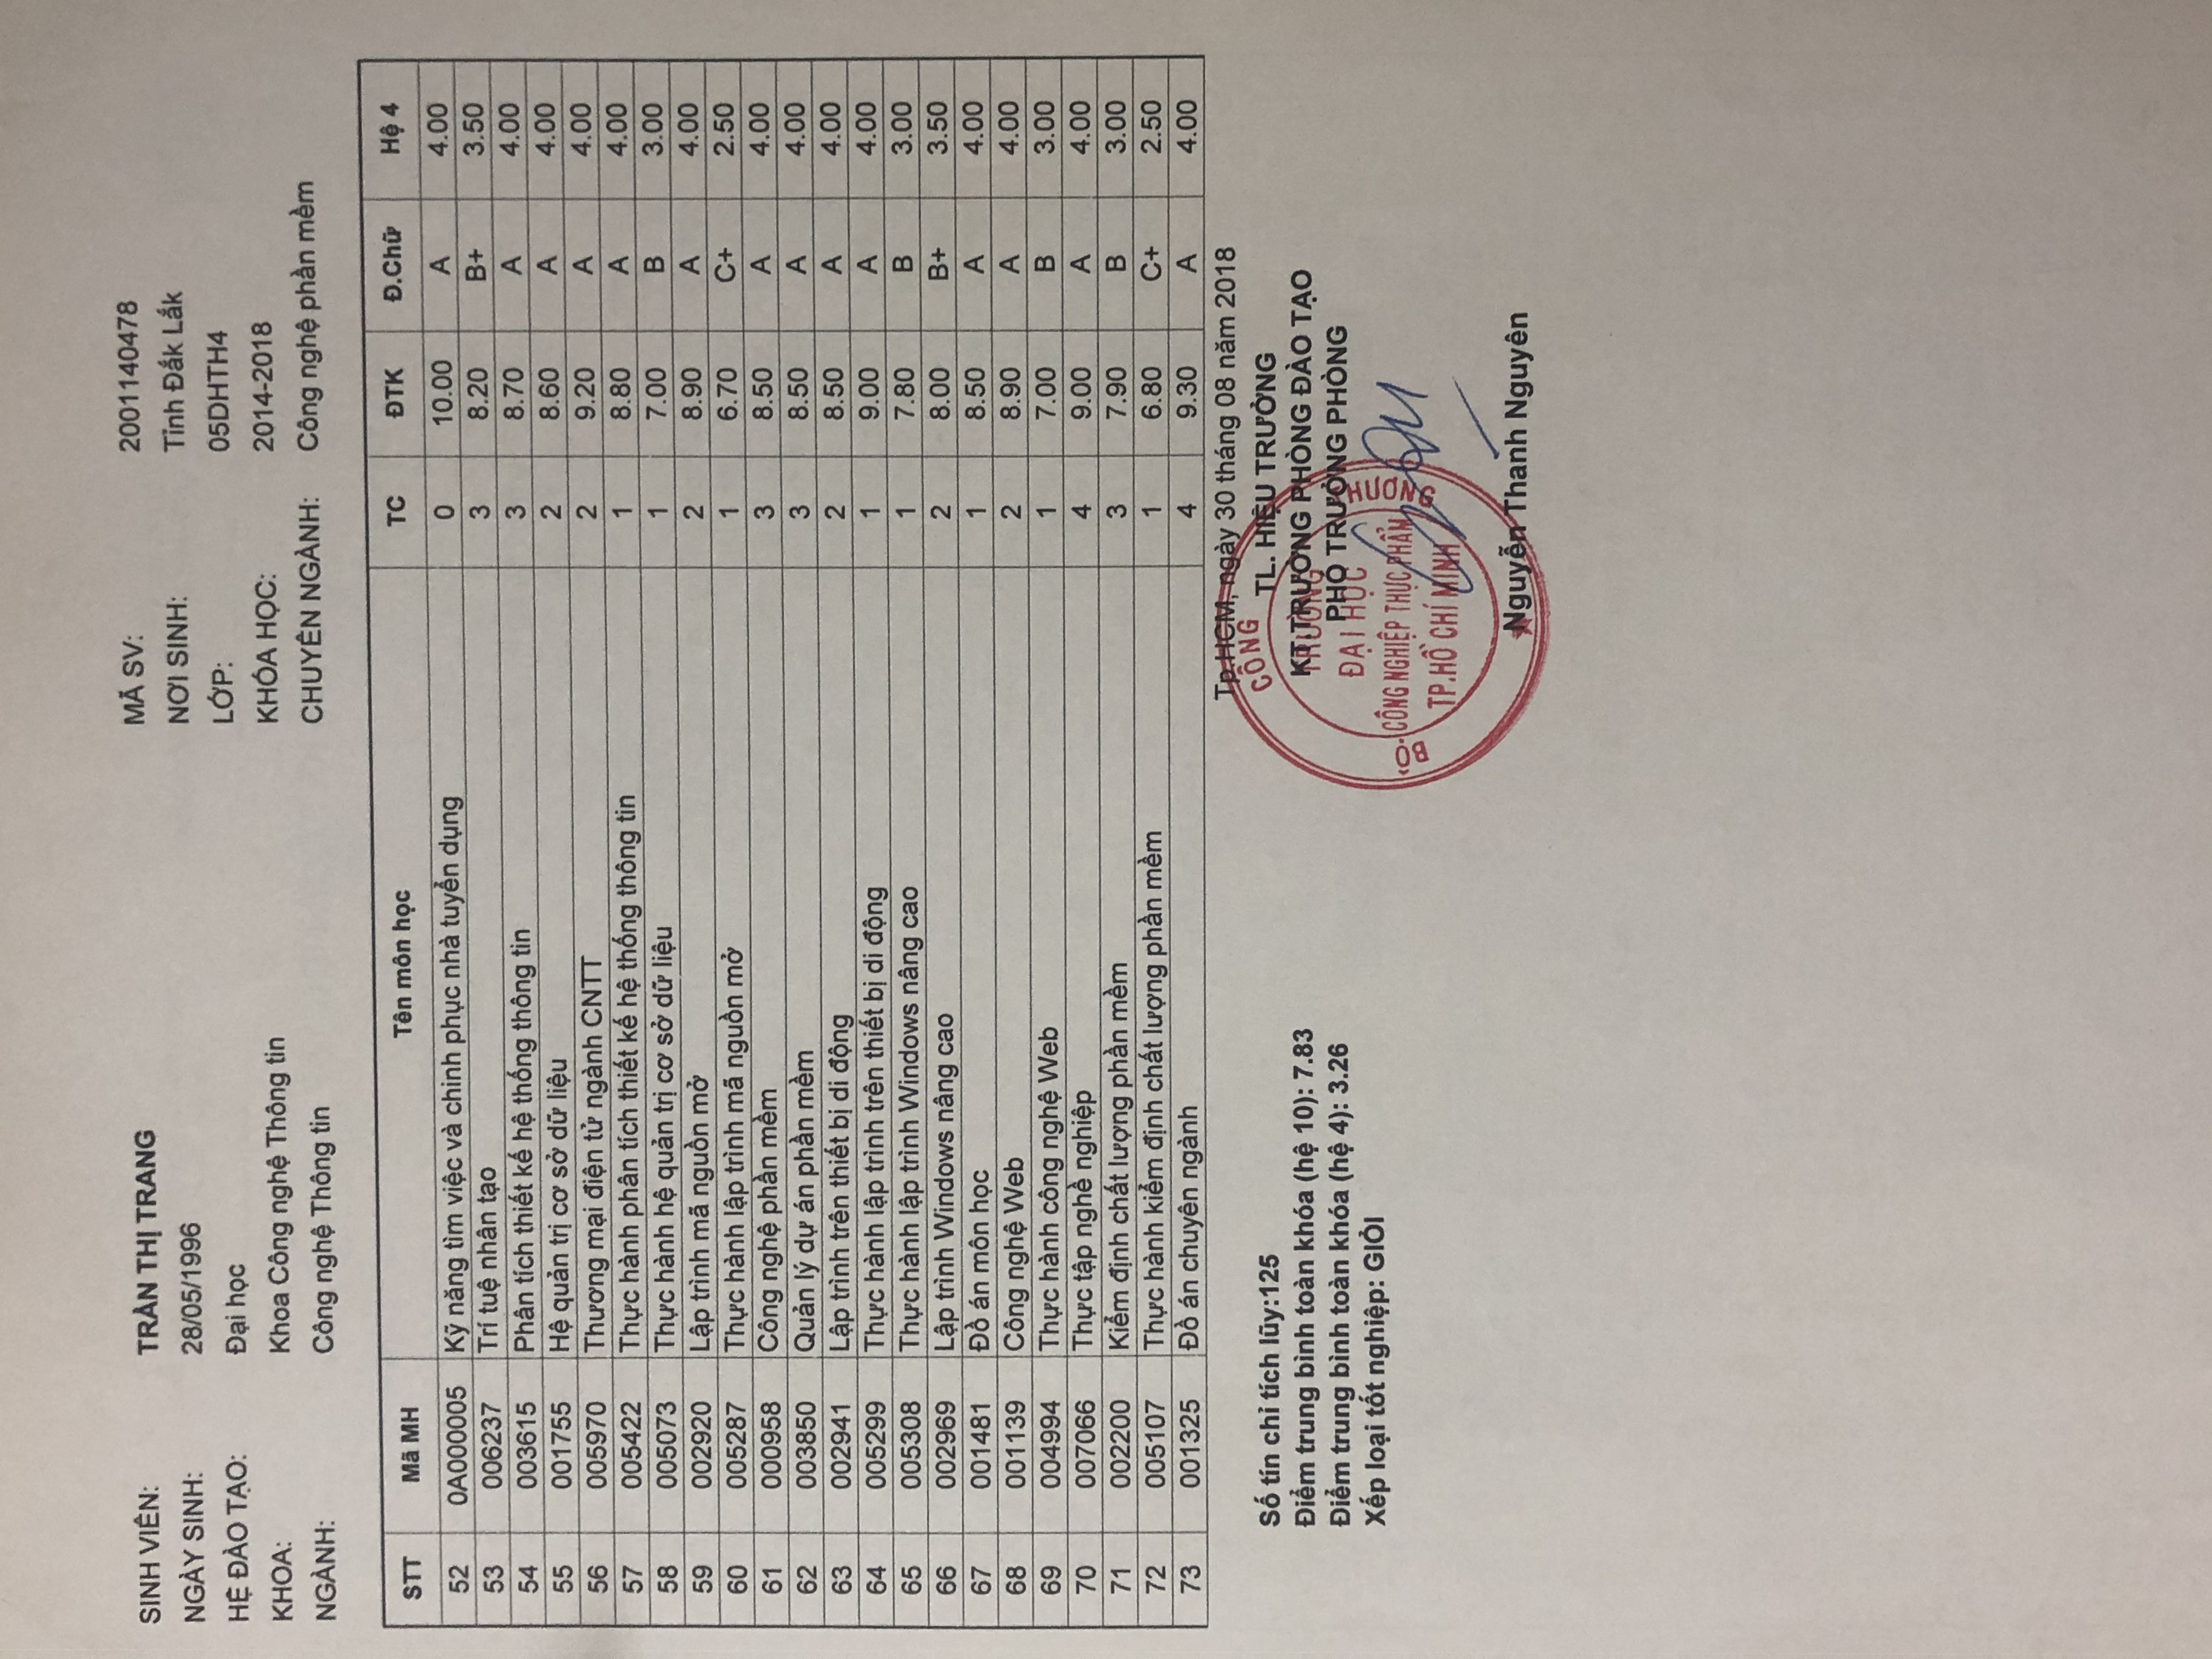 SINH VIÊN: TRẦN THỊ TRANG MÃ SV: 2001140478
NGÀY SINH: 28/05/1996 NƠI SINH: Tỉnh Đắk Lắk
HỆ ĐÀO TẠO: Đại học LỚP: 05DHTH4
KHOA: Khoa Công nghệ Thông tin KHÓA HỌC: 2014-2018
NGÀNH: Công nghệ Thông tin CHUYÊN NGÀNH: Công nghệ phần mềm
STT Mã MH Tên môn học TC ĐTK Đ.Chữ Hệ 4
52 0A000005 Kỹ năng tìm việc và chinh phục nhà tuyển dụng 0 10.00 A 4.00
53 006237 Trí tuệ nhân tạo 3 8.20 B+ 3.50
54 003615 Phân tích thiết kế hệ thống thông tin 3 8.70 A 4.00
55 001755 Hệ quản trị cơ sở dữ liệu 2 8.60 A 4.00
56 005970 Thương mại điện tử ngành CNTT 2 9.20 A 4.00
57 005422 Thực hành phân tích thiết kế hệ thống thông tin 1 8.80 A 4.00
58 005073 Thực hành hệ quản trị cơ sở dữ liệu 1 7.00 B 3.00
59 002920 Lập trình mã nguồn mở 2 8.90 A 4.00
60 005287 Thực hành lập trình mã nguồn mở 1 6.70 C+ 2.50
61 000958 Công nghệ phần mềm 3 8.50 A 4.00
62 003850 Quản lý dự án phần mềm 3 8.50 A 4.00
63 002941 Lập trình trên thiết bị di động 2 8.50 A 4.00
64 005299 Thực hành lập trình trên thiết bị di động 1 9.00 A 4.00
65 005308 Thực hành lập trình Windows nâng cao 1 7.80 B 3.00
66 002969 Lập trình Windows nâng cao 2 8.00 B+ 3.50
67 001481 Đồ án môn học 1 8.50 A 4.00
68 001139 Công nghệ Web 2 8.90 A 4.00
69 004994 Thực hành công nghệ Web 1 7.00 B 3.00
70 007066 Thực tập nghề nghiệp 4 9.00 A 4.00
71 002200 Kiểm định chất lượng phần mềm 3 7.90 B 3.00
72 005107 Thực hành kiểm định chất lượng phần mềm 1 6.80 C+ 2.50
73 001325 Đồ án chuyên ngành 4 9.30 A 4.00
Tp.HCM, ngày 30 tháng 08 năm 2018
Số tín chỉ tích lũy:125 TL. HIỆU TRƯỞNG
Điểm trung bình toàn khóa (hệ 10): 7.83 KT.TRƯỞNG PHÒNG ĐÀO TẠO
Điểm trung bình toàn khóa (hệ 4): 3.26 PHÓ TRƯỞNG PHÒNG
Xếp loại tốt nghiệp: GIỎI
BỘ CÔNG THƯƠNG
TRƯỜNG
ĐẠI HỌC
CÔNG NGHIỆP THỰC PHẨM
TP.HỒ CHÍ MINH
Nguyễn Thanh Nguyên